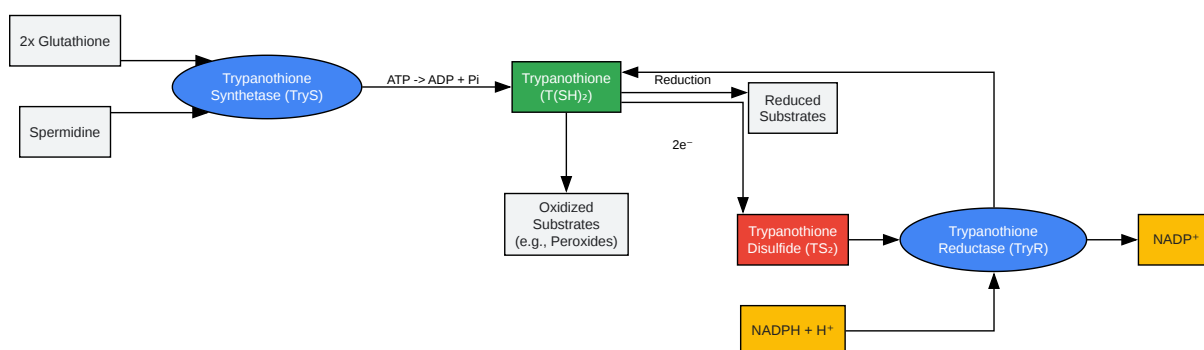 2x Glutathione
Spermidine
Trypanothione
Synthetase (TryS)
ATP -> ADP + Pi
Trypanothione
(T(SH)₂)
Reduction
Reduced
Substrates
2e⁻
Oxidized
Substrates
(e.g., Peroxides)
Trypanothione
Disulfide (TS₂)
Trypanothione
Reductase (TryR)
NADP⁺
NADPH + H⁺